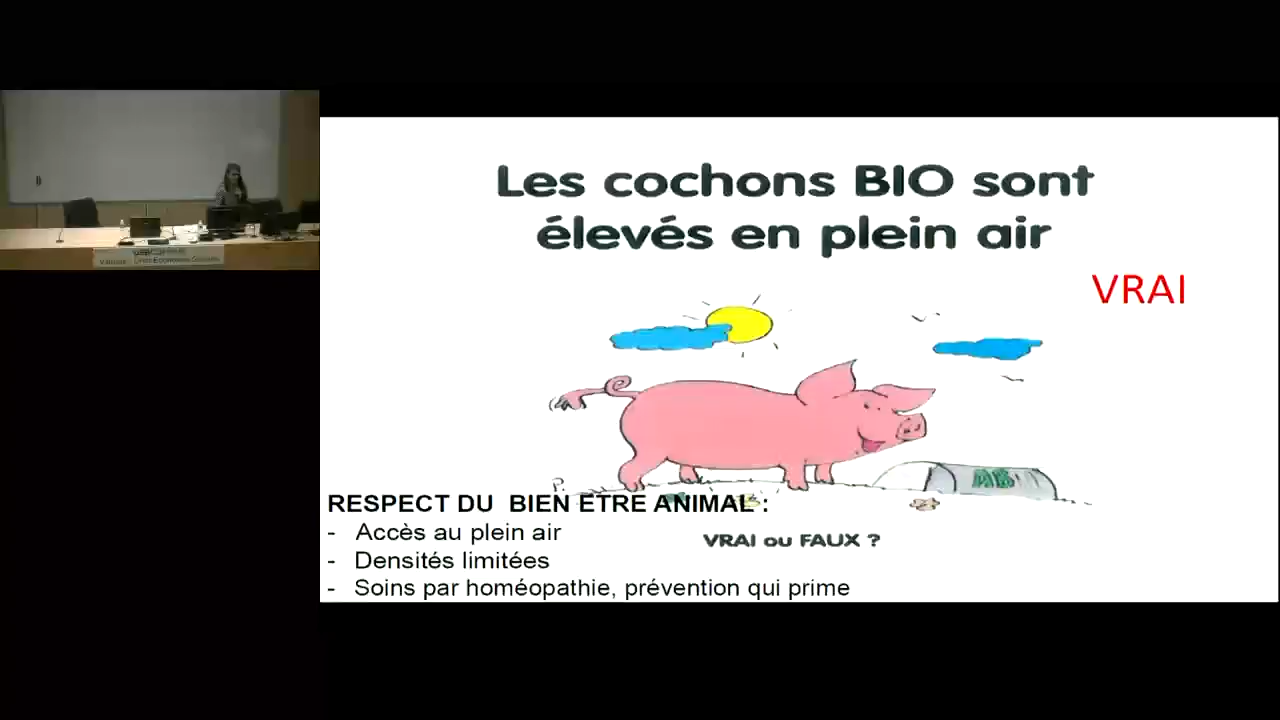 Les cochons BIO sont
élevés en plein air
VRAI
AB
RESPECT DU  BIEN ETRE ANIMAL :
- Accès au plein air
- Densités limitées
- Soins par homéopathie, prévention qui prime
VRAI ou FAUX ?